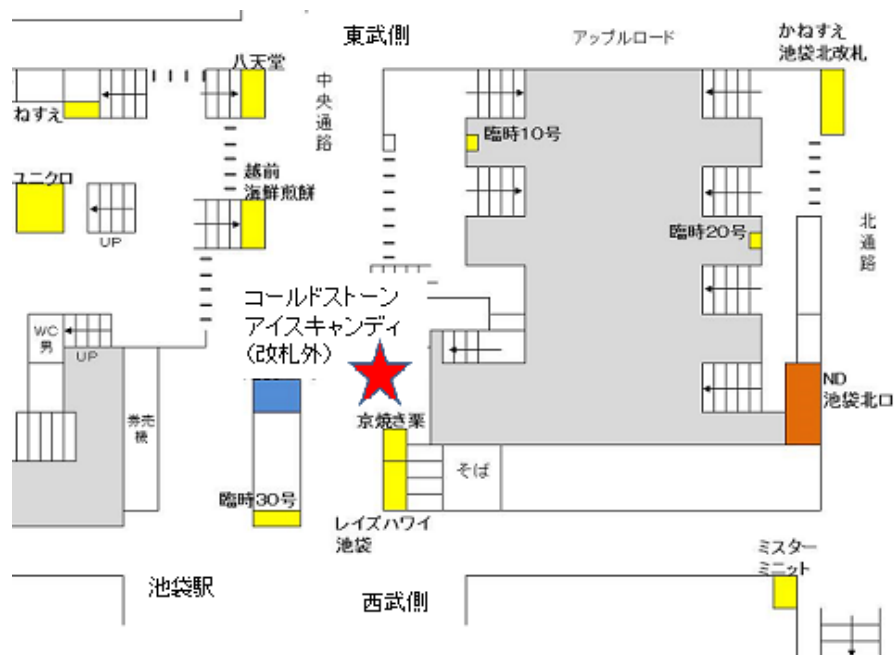 東武側
アップルロード
かねすえ
池袋北改札
八天堂
中央通路
ねすえ
臨時10号
越前
海鮮煎餅
ユニクロ
UP
臨時20号
北通路
コールドストーン
アイスキャンディ
(改札外)
WC
男
UP
ND
池袋北口
京焼き栗
券売機
そば
臨時30号
レイズハワイ
池袋
ミスター
ミニット
池袋駅
西武側